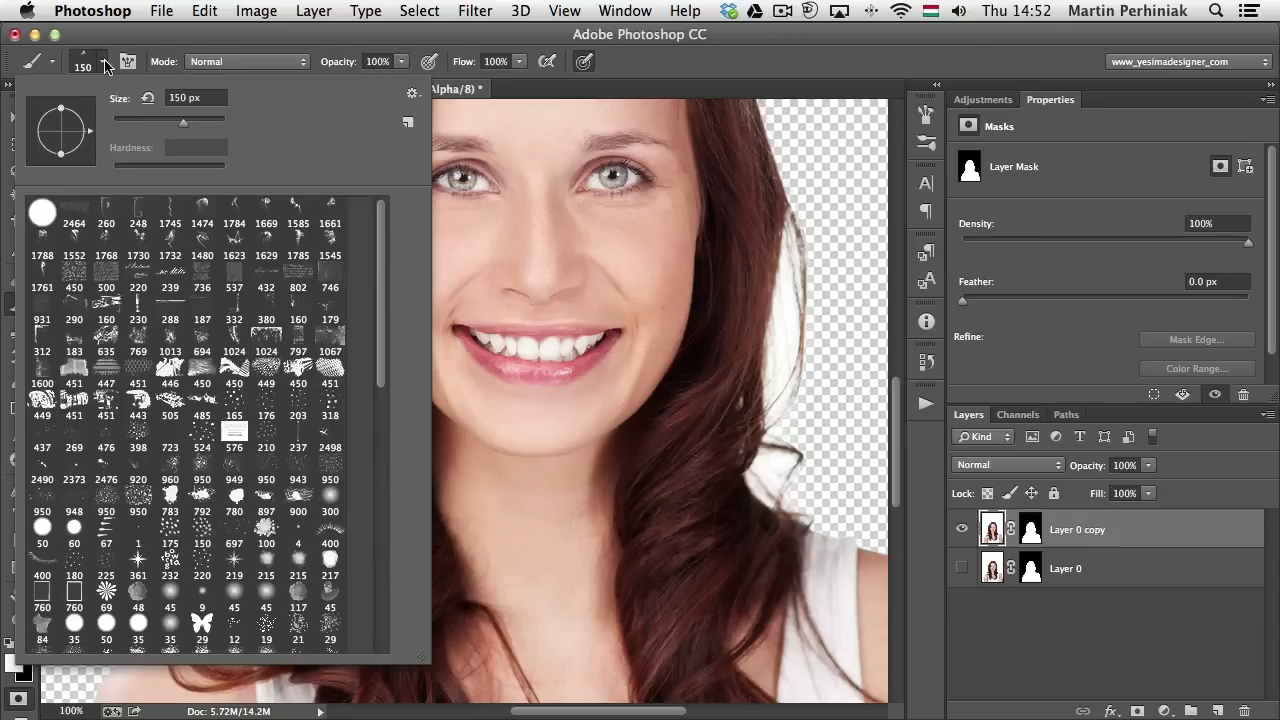 Photoshop File Edit Image Layer Type Select Filter 3D View Window Help Thu 14:52 Martin Perhiniak
Adobe Photoshop CC
150 Mode: Normal Opacity: 100% Flow: 100% www_yesimadesigner_com
Alpha/8) *
Size: 150 px
Hardness:
2464 260 248 1745 1474 1784 1669 1585 1661
1788 1552 1768 1730 1732 1480 1623 1629 1785 1545
1761 450 500 220 239 736 537 432 802 746
931 290 160 230 288 187 332 380 160 179
312 183 635 769 1013 694 1024 1024 797 1067
1600 451 447 451 446 450 450 449 450 451
449 451 451 443 505 485 165 176 203 318
437 269 476 398 723 524 576 210 237 2498
2490 2373 2476 920 960 950 949 950 943 950
950 948 950 950 783 792 780 897 900 300
50 60 67 1 175 150 697 100 4 400
400 180 225 361 232 220 219 215 215 217
760 760 69 48 45 9 45 45 117 45
84 35 50 35 35 29 12 19 21 29
Adjustments Properties
Masks
Layer Mask
Density: 100%
Feather: 0.0 px
Refine: Mask Edge...
Color Range...
Layers Channels Paths
Kind
Normal Opacity: 100%
Lock: Fill: 100%
Layer 0 copy
Layer 0
100% Doc: 5.72M/14.2M